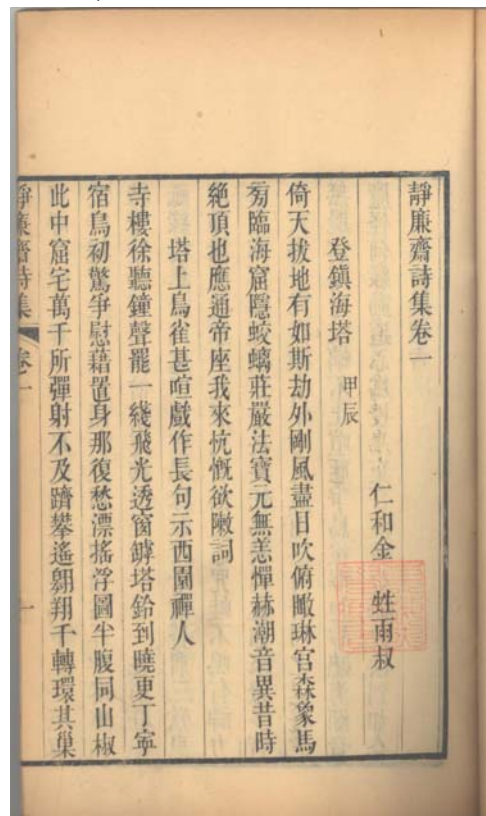 靜廉齋詩集卷一
仁和金 甡雨叔
登鎮海塔 甲辰
倚天拔地有如斯劫外剛風盡日吹俯瞰琳宮森象馬
旁臨海窟隱蛟螭莊嚴法寶元無恙憚赫潮音異昔時
絶頂也應通帝座我來忼慨欲陳詞
塔上鳥雀甚喧戲作長句示西園禪人
寺樓徐聽鐘聲罷一綫飛光透窗罅塔鈴到曉更丁寧
宿鳥初驚爭慰藉置身那復愁漂搖浮圖半腹同山椒
此中窟宅萬千所彈射不及躋攀遙翱翔千轉環其巢
靜廉齋詩集 卷一 一